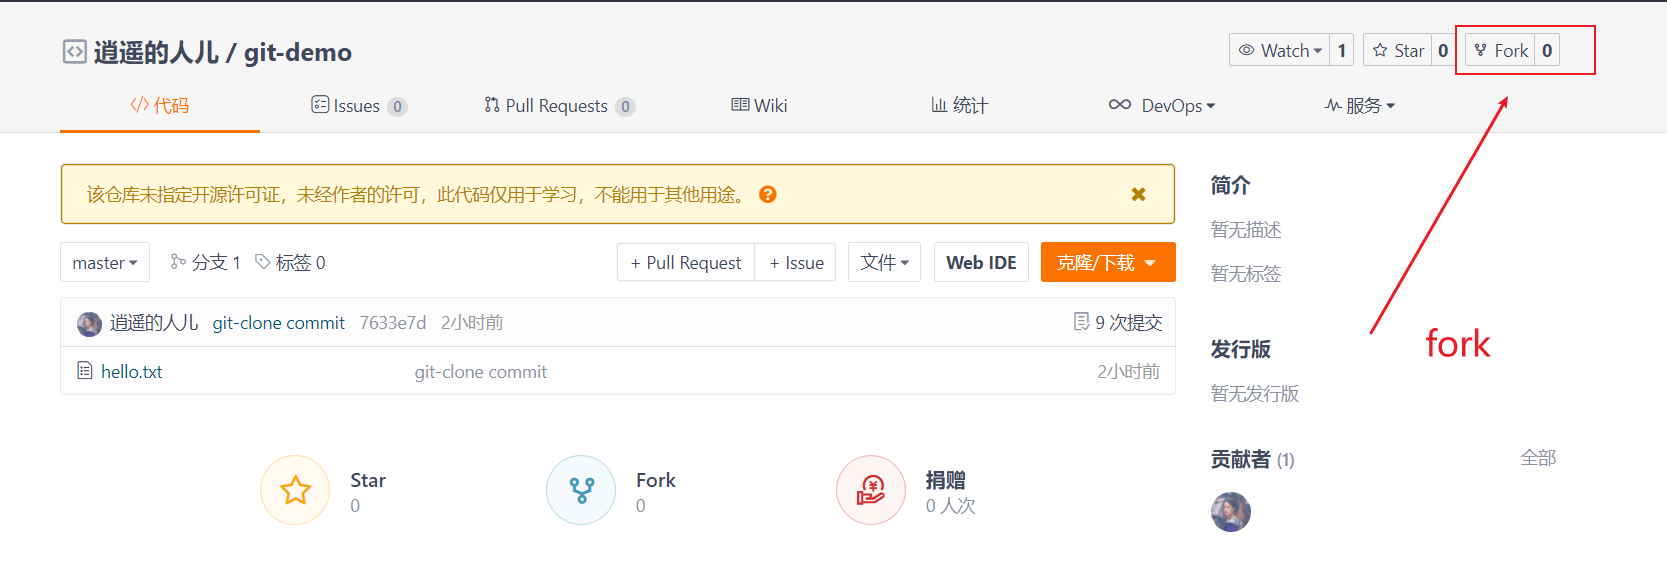 逍遥的人儿 / git-demo
Watch 1 Star 0 Fork 0
代码 Issues 0 Pull Requests 0 Wiki 统计 DevOps 服务
该仓库未指定开源许可证，未经作者的许可，此代码仅用于学习，不能用于其他用途。
master 分支 1 标签 0 + Pull Request + Issue 文件 Web IDE 克隆/下载
逍遥的人儿 git-clone commit 7633e7d 2小时前 9 次提交
hello.txt git-clone commit 2小时前
Star
0
Fork
0
捐赠
0 人次
简介
暂无描述
暂无标签
发行版
暂无发行版
贡献者 (1) 全部
fork